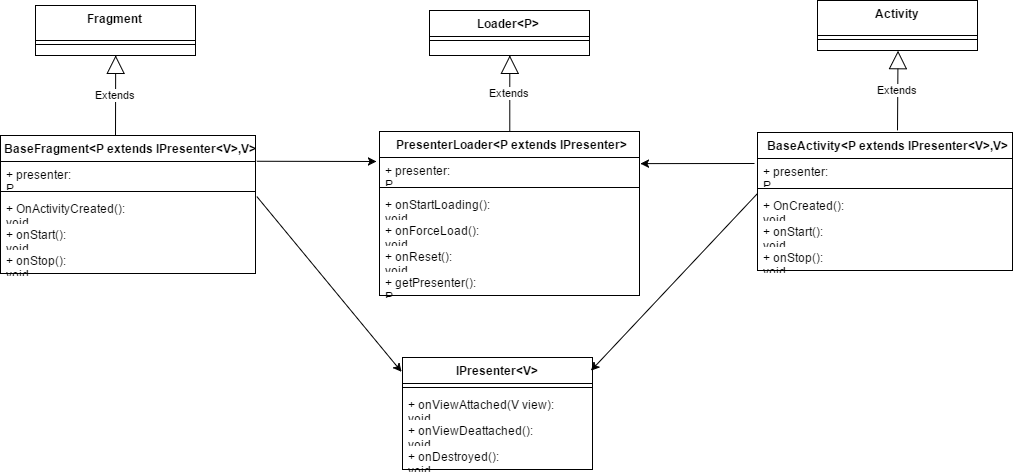 Fragment
Extends
BaseFragment<P extends IPresenter<V>,V>
+ presenter:
P
+ OnActivityCreated():
void
+ onStart():
void
+ onStop():
void
Loader<P>
Extends
PresenterLoader<P extends IPresenter>
+ presenter:
P
+ onStartLoading():
void
+ onForceLoad():
void
+ onReset():
void
+ getPresenter():
P
Activity
Extends
BaseActivity<P extends IPresenter<V>,V>
+ presenter:
P
+ OnCreated():
void
+ onStart():
void
+ onStop():
void
IPresenter<V>
+ onViewAttached(V view):
void
+ onViewDeattached():
void
+ onDestroyed():
void